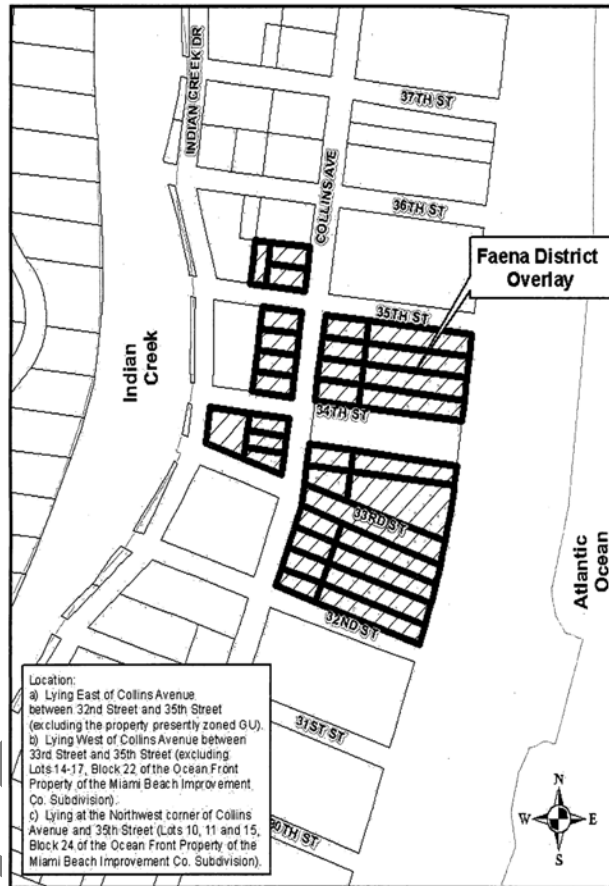 INDIAN CREEK DR
37TH ST
COLLINS AVE
36TH ST
Faena District
Overlay
35TH ST
Indian
Creek
34TH ST
33RD ST
Atlantic
Ocean
32ND ST
Location:
a) Lying East of Collins Avenue
between 32nd Street and 35th Street
(excluding the property presently zoned GU).
b) Lying West of Collins Avenue between
33rd Street and 35th Street (excluding
Lots 14-17, Block 22 of the Ocean Front
Property of the Miami Beach Improvement
Co. Subdivision).
c) Lying at the Northwest corner of Collins
Avenue and 35th Street (Lots 10, 11 and 15,
Block 24 of the Ocean Front Property of the
Miami Beach Improvement Co. Subdivision).
31ST ST
30TH ST
N
W E
S